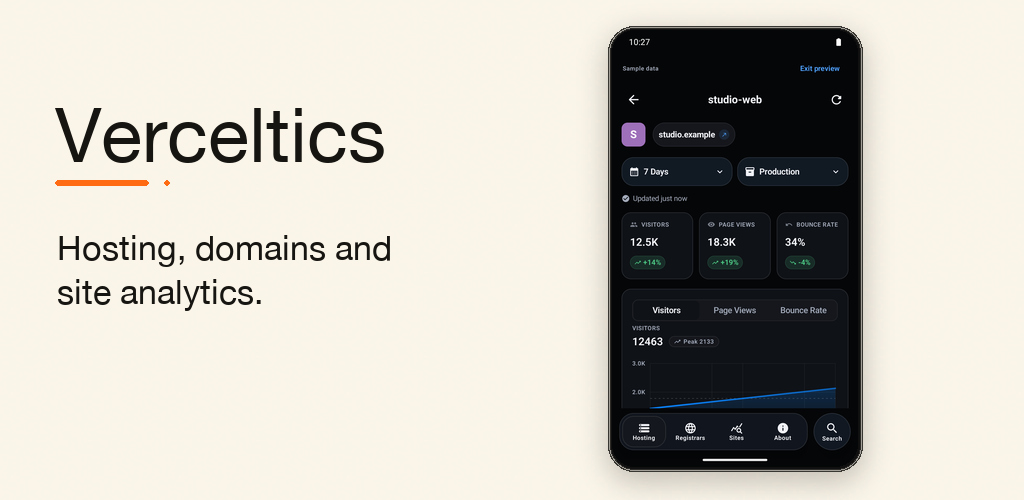 Verceltics
Hosting, domains and
site analytics.
10:27
Sample data
Exit preview
studio-web
S
studio.example
7 Days
Production
Updated just now
VISITORS
PAGE VIEWS
BOUNCE RATE
12.5K
18.3K
34%
+14%
+19%
-4%
Visitors
Page Views
Bounce Rate
VISITORS
12463
Peak 2133
3.0K
2.0K
Hosting
Registrars
Sites
About
Search